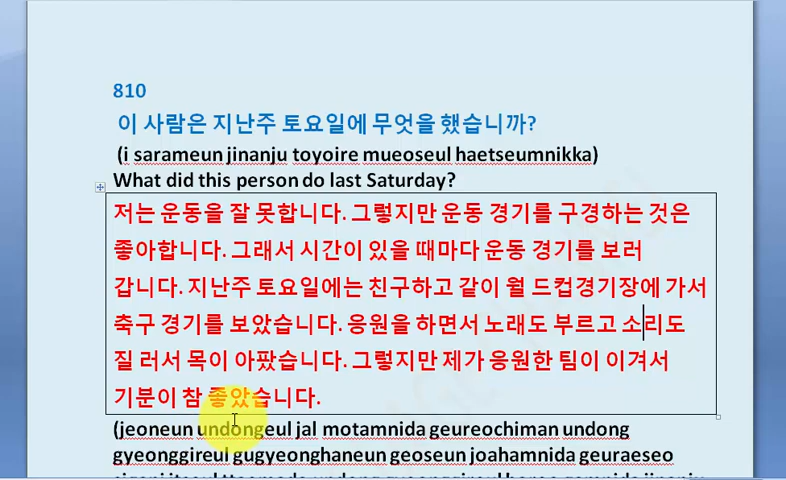 810
이 사람은 지난주 토요일에 무엇을 했습니까?
(i sarameun jinanju toyoire mueoseul haetseumnikka)
What did this person do last Saturday?
저는 운동을 잘 못합니다. 그렇지만 운동 경기를 구경하는 것은
좋아합니다. 그래서 시간이 있을 때마다 운동 경기를 보러
갑니다. 지난주 토요일에는 친구하고 같이 월 드컵경기장에 가서
축구 경기를 보았습니다. 응원을 하면서 노래도 부르고 소리도
질 러서 목이 아팠습니다. 그렇지만 제가 응원한 팀이 이겨서
기분이 참 좋았습니다.
(jeoneun undongeul jal motamnida geureochiman undong
gyeonggireul gugyeonghaneun geoseun joahamnida geuraeseo